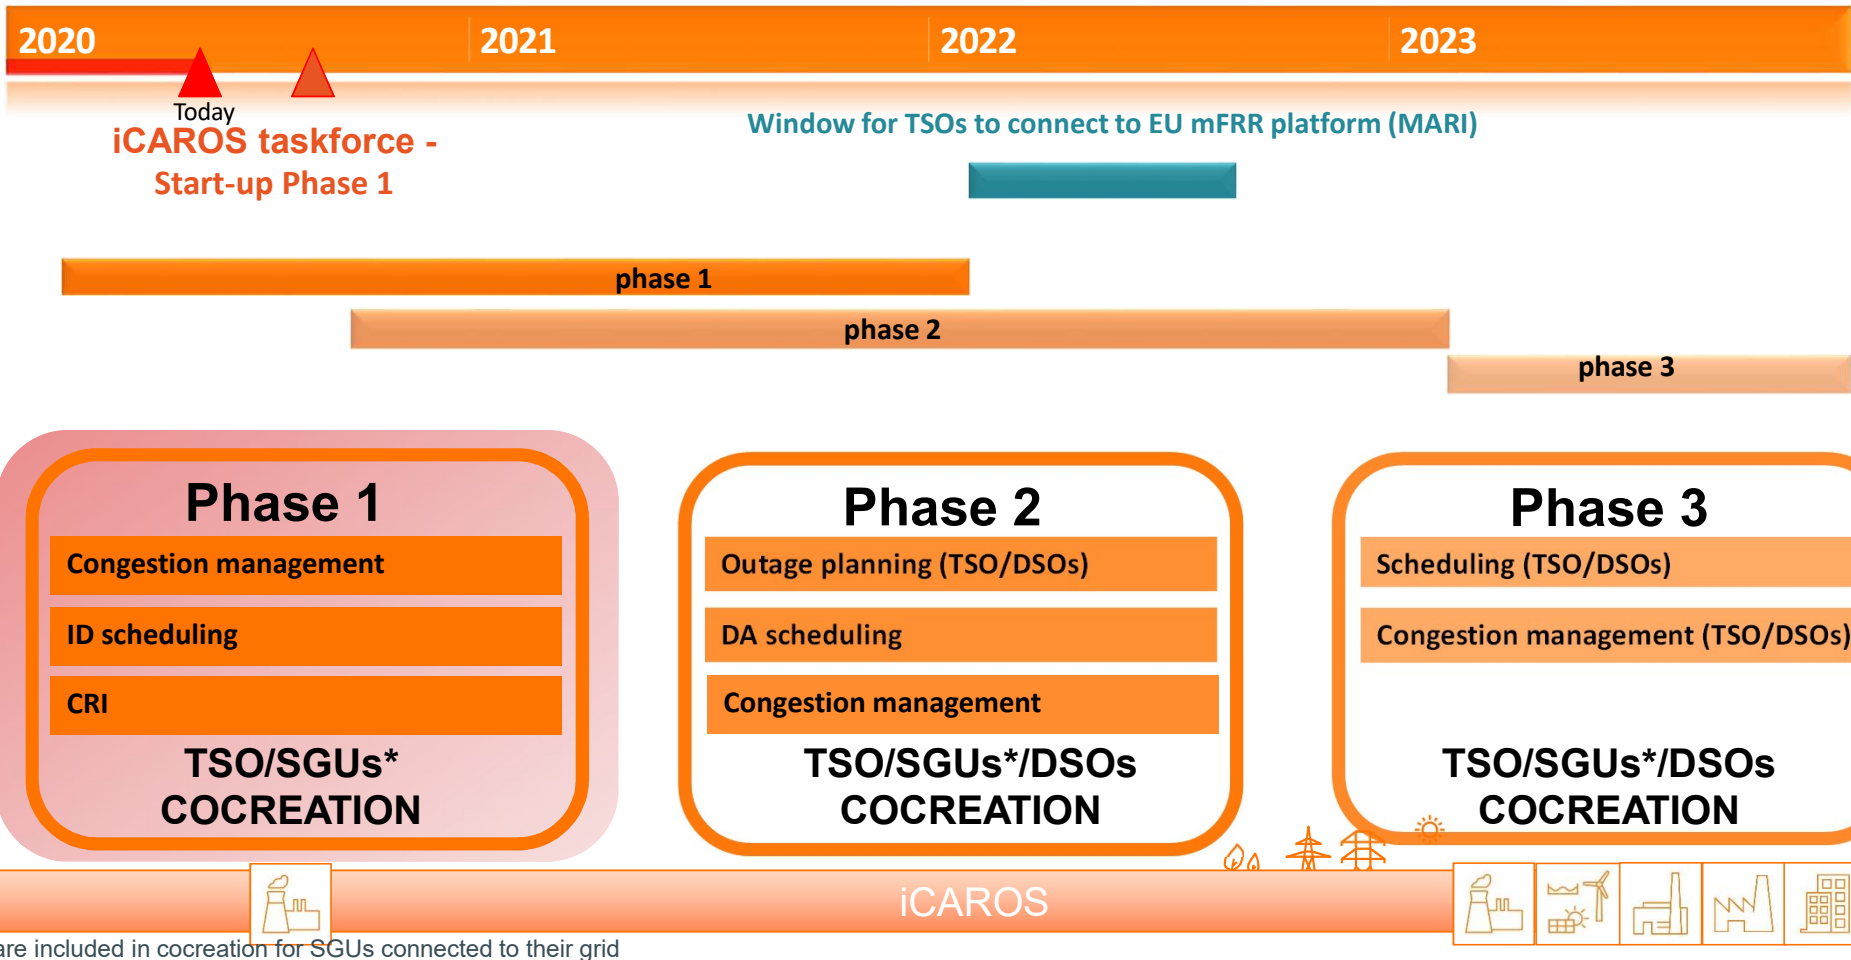 2020
2021
2022
2023
Today
iCAROS taskforce -
Start-up Phase 1
Window for TSOs to connect to EU mFRR platform (MARI)
phase 1
phase 2
phase 3
Phase 1
Congestion management
ID scheduling
CRI
TSO/SGUs*
COCREATION
Phase 2
Outage planning (TSO/DSOs)
DA scheduling
Congestion management
TSO/SGUs*/DSOs
COCREATION
Phase 3
Scheduling (TSO/DSOs)
Congestion management (TSO/DSOs)
TSO/SGUs*/DSOs
COCREATION
iCAROS
are included in cocreation for SGUs connected to their grid